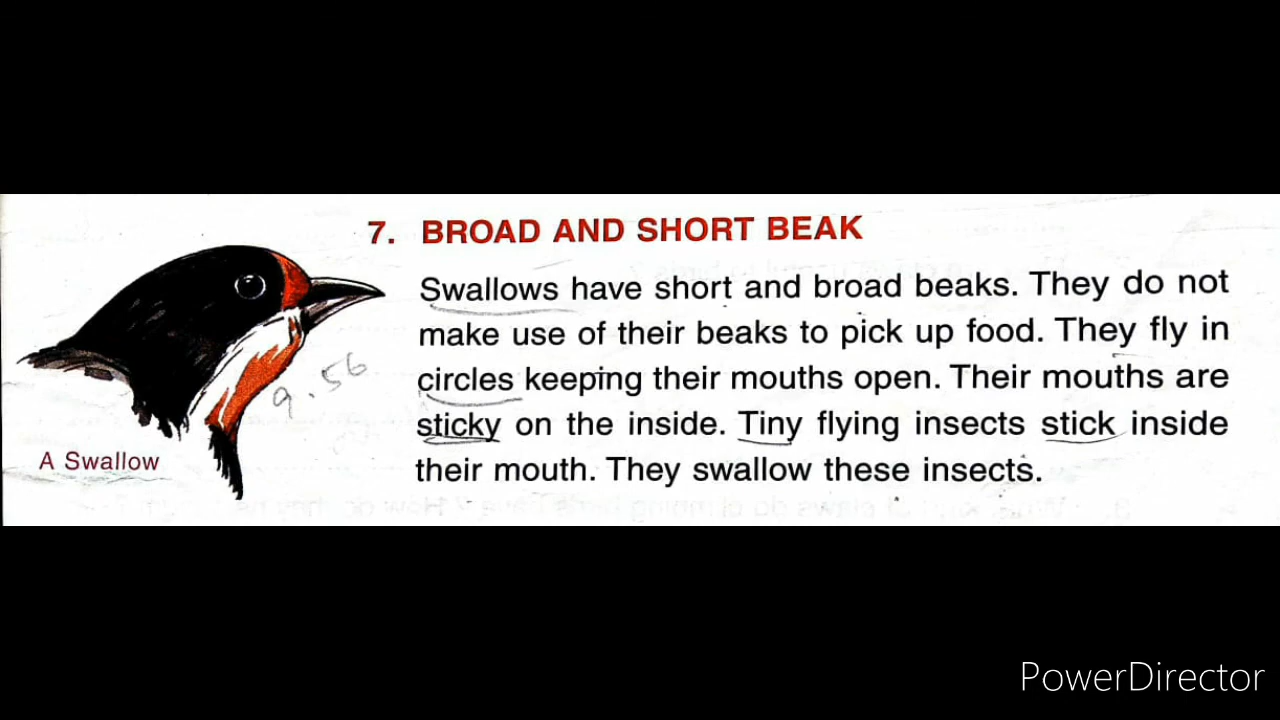 7. BROAD AND SHORT BEAK
Swallows have short and broad beaks. They do not
make use of their beaks to pick up food. They fly in
circles keeping their mouths open. Their mouths are
sticky on the inside. Tiny flying insects stick inside
their mouth. They swallow these insects.
9.56
A Swallow
PowerDirector